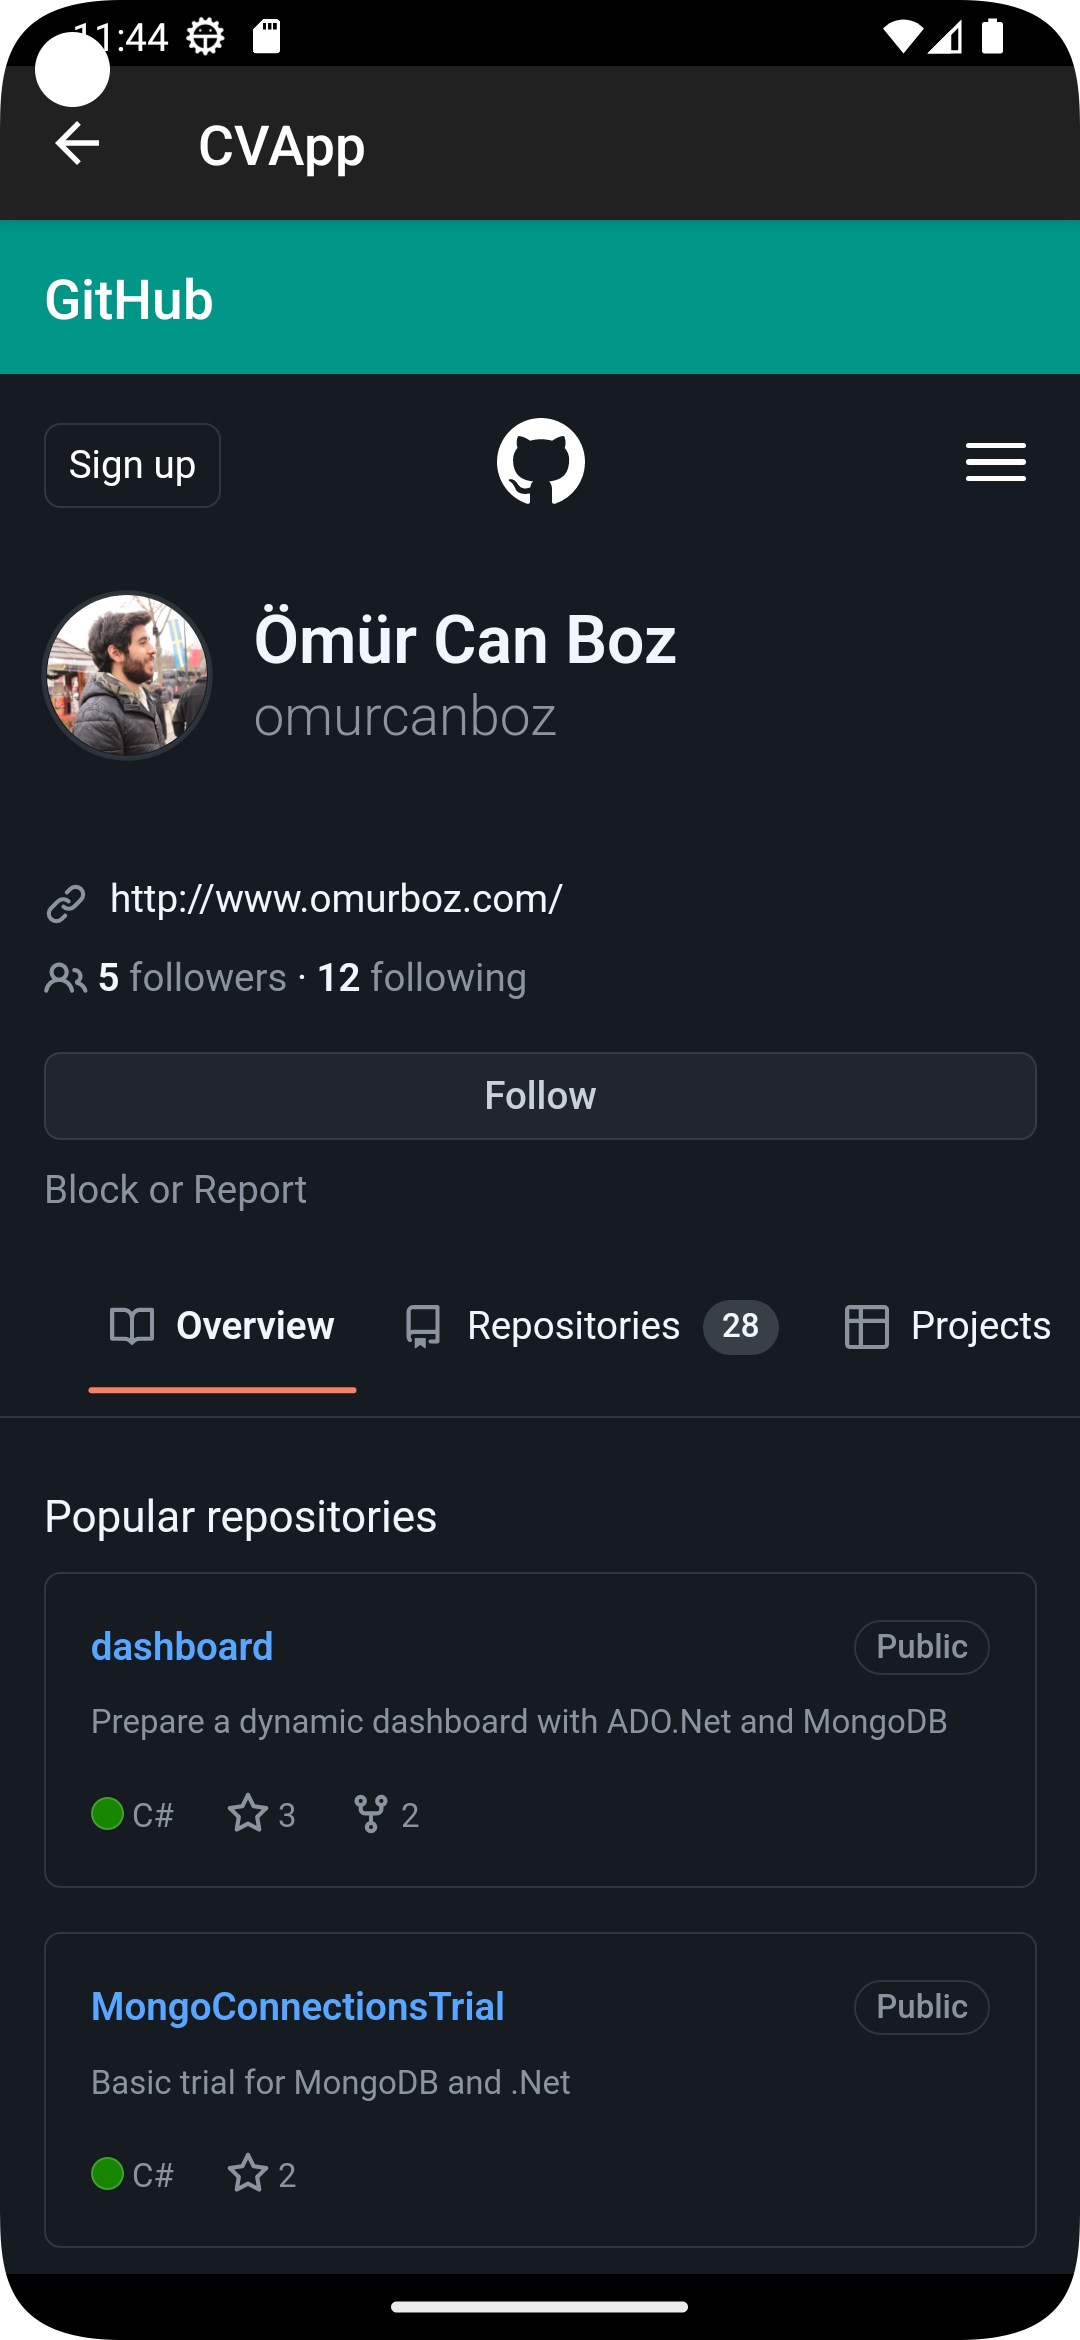 11:44
CVApp
GitHub
Sign up
Ömür Can Boz
omurcanboz
http://www.omurboz.com/
5 followers · 12 following
Follow
Block or Report
Overview Repositories 28 Projects
Popular repositories
dashboard Public
Prepare a dynamic dashboard with ADO.Net and MongoDB
C# 3 2
MongoConnectionsTrial Public
Basic trial for MongoDB and .Net
C# 2